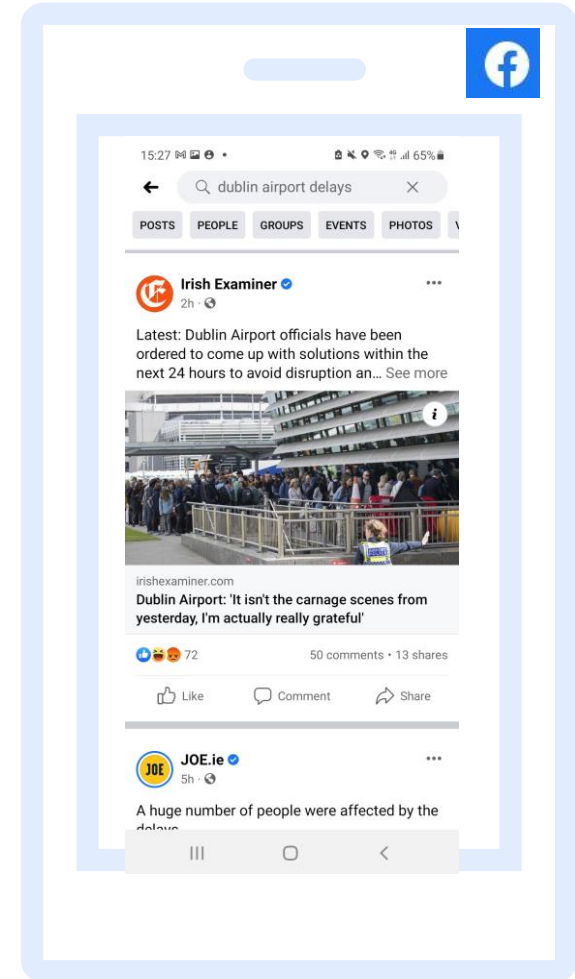 15:27
65%
dublin airport delays
POSTS PEOPLE GROUPS EVENTS PHOTOS
Irish Examiner
2h ·
Latest: Dublin Airport officials have been
ordered to come up with solutions within the
next 24 hours to avoid disruption an... See more
irishexaminer.com
Dublin Airport: 'It isn't the carnage scenes from
yesterday, I'm actually really grateful'
72 50 comments • 13 shares
Like Comment Share
JOE
JOE.ie
5h ·
A huge number of people were affected by the
delays